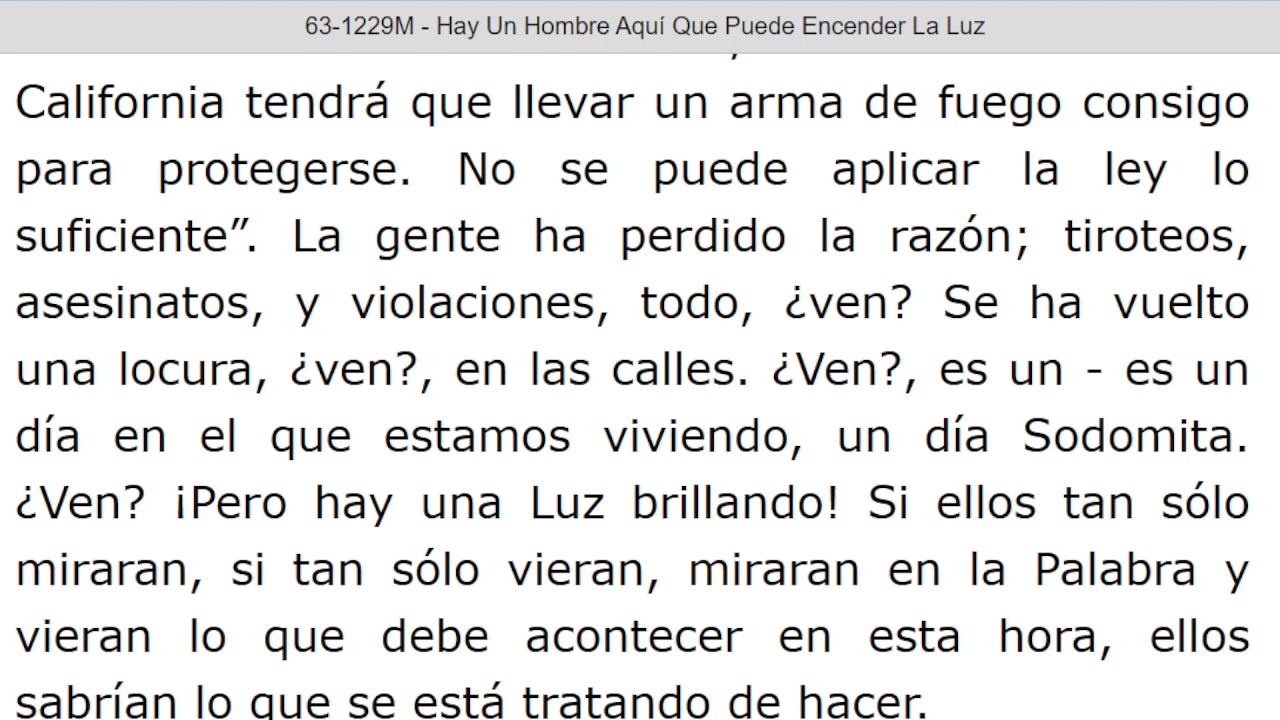 63-1229M - Hay Un Hombre Aquí Que Puede Encender La Luz
California tendrá que llevar un arma de fuego consigo
para protegerse. No se puede aplicar la ley lo
suficiente”. La gente ha perdido la razón; tiroteos,
asesinatos, y violaciones, todo, ¿ven? Se ha vuelto
una locura, ¿ven?, en las calles. ¿Ven?, es un - es un
día en el que estamos viviendo, un día Sodomita.
¿Ven? ¡Pero hay una Luz brillando! Si ellos tan sólo
miraran, si tan sólo vieran, miraran en la Palabra y
vieran lo que debe acontecer en esta hora, ellos
sabrían lo que se está tratando de hacer.